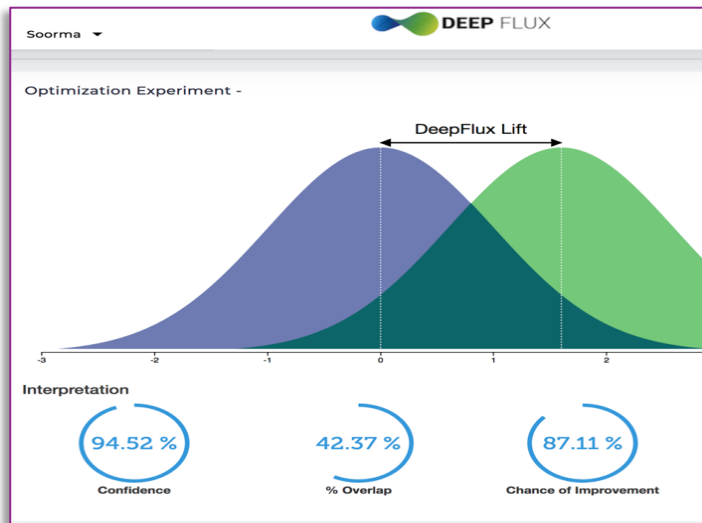 Soorma
DEEP FLUX
Optimization Experiment -
DeepFlux Lift
-3 -2 -1 0 1 2
Interpretation
94.52 % 42.37 % 87.11 %
Confidence % Overlap Chance of Improvement